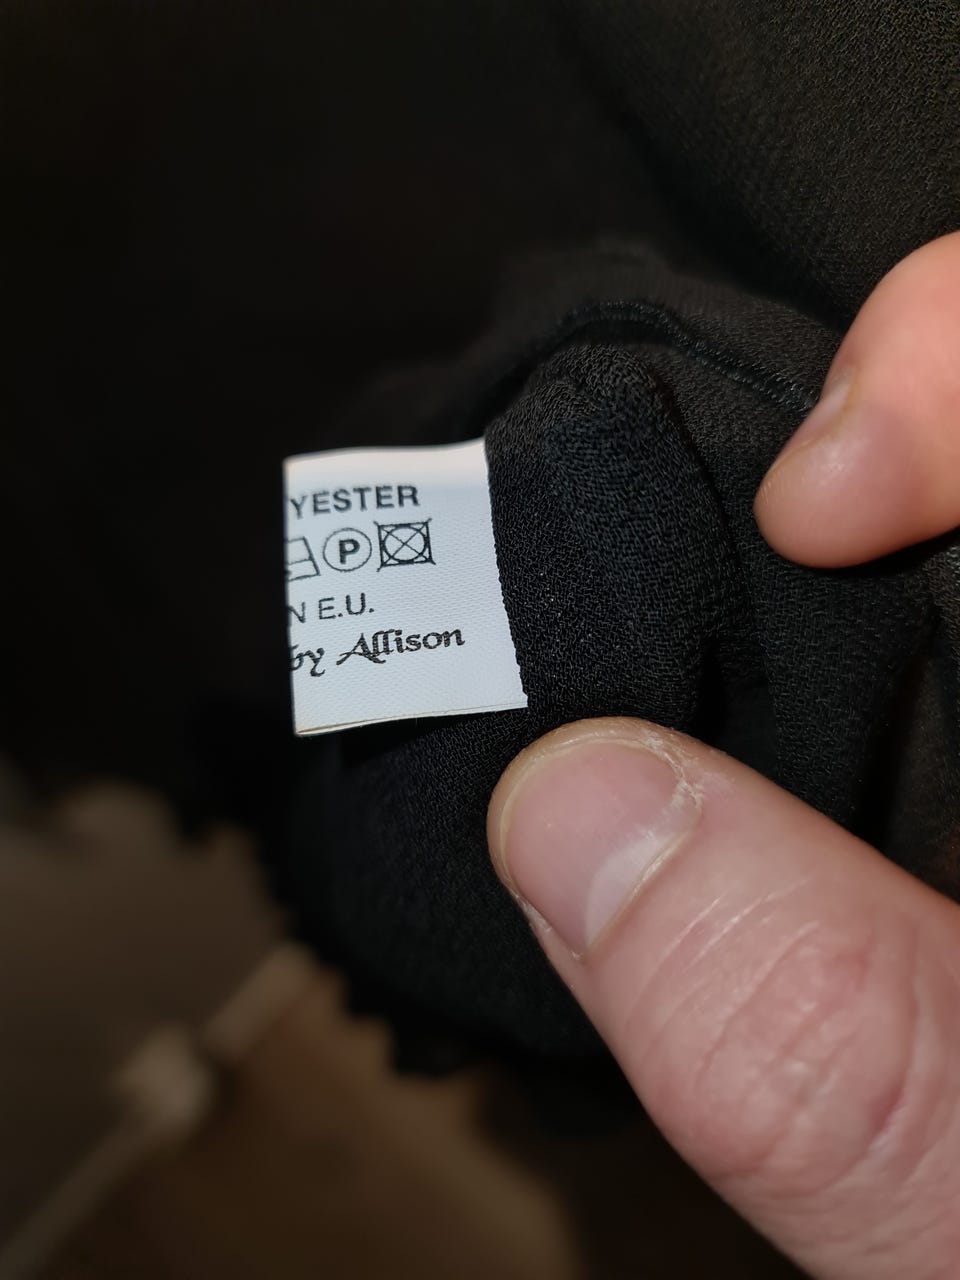 YESTER
P
N E.U.
by Allison